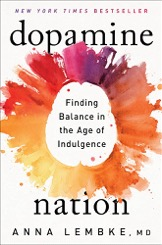 NEW YORK TIMES BESTSELLER
dopamine
Finding
Balance in
the Age of
Indulgence
nation
ANNA LEMBKE, MD